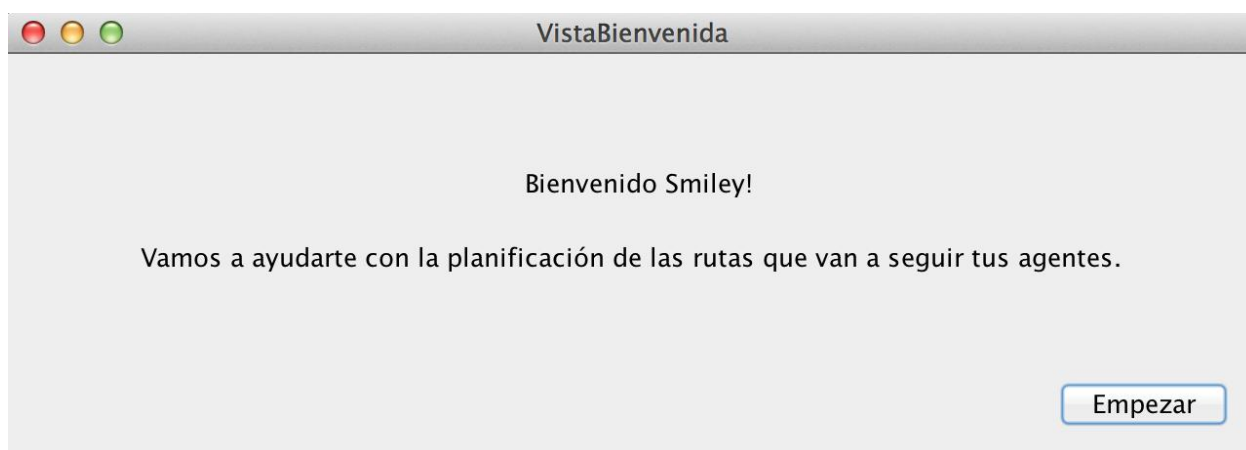 VistaBienvenida
Bienvenido Smiley!
Vamos a ayudarte con la planificación de las rutas que van a seguir tus agentes.
Empezar